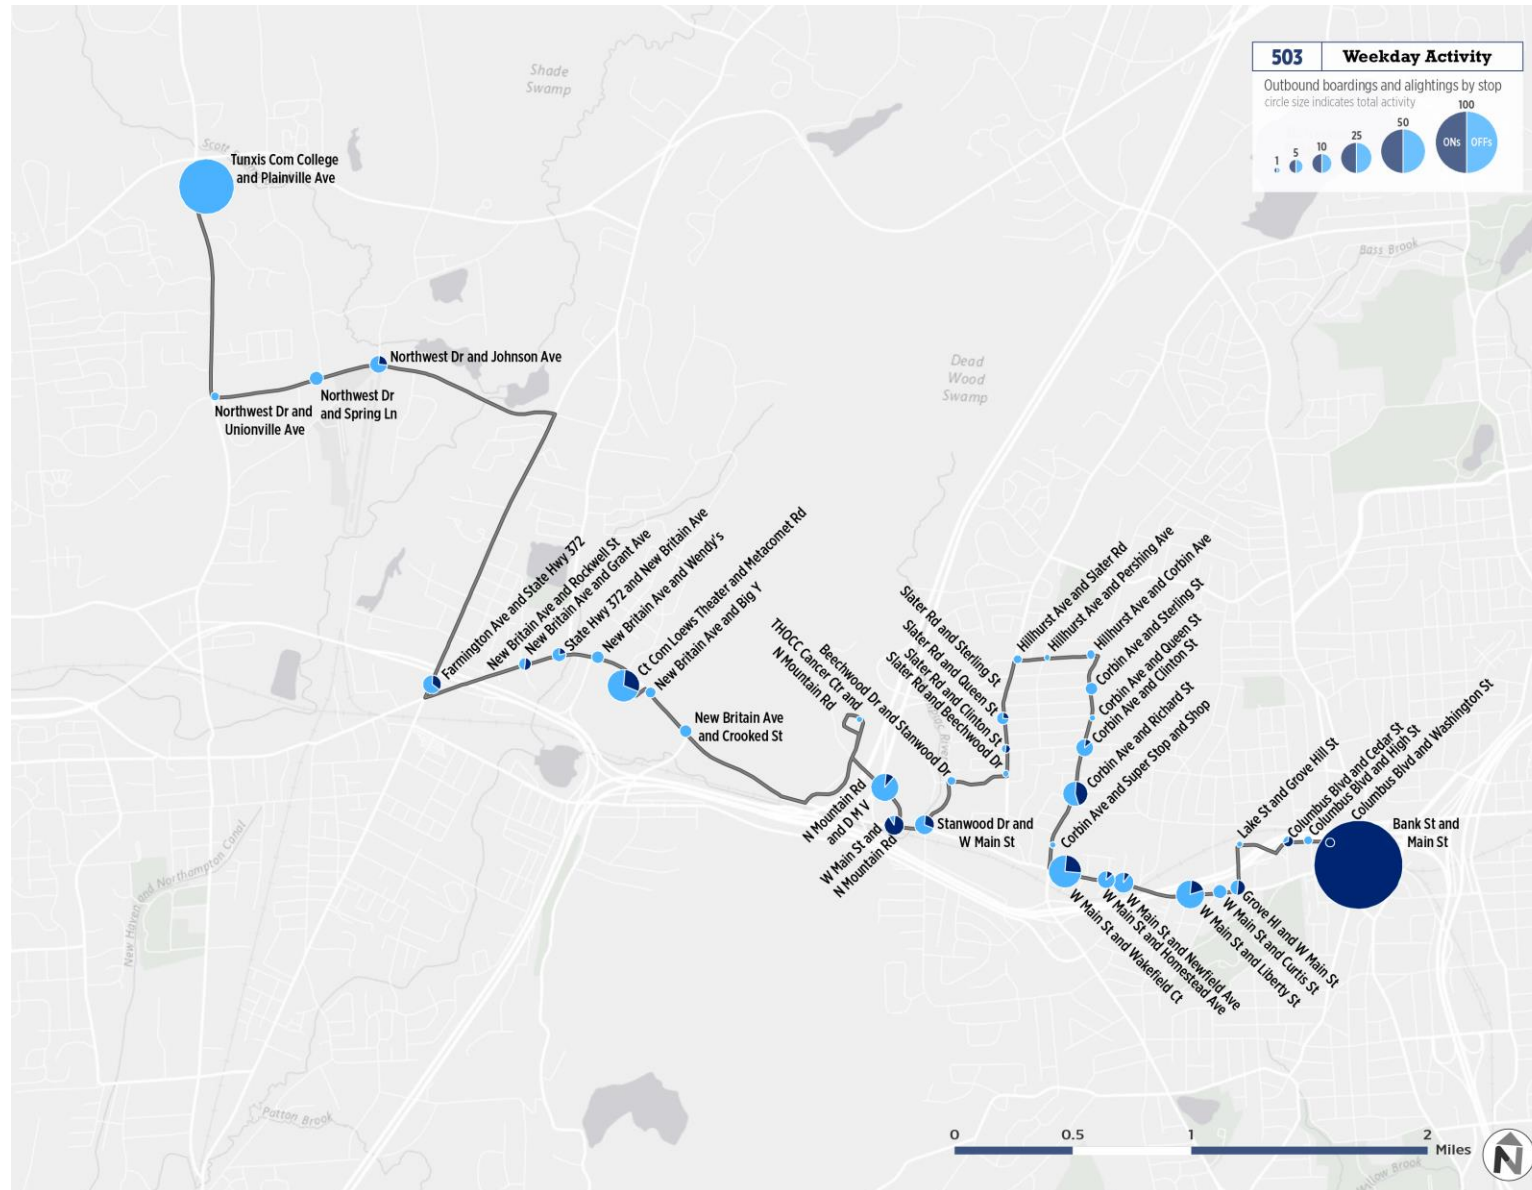 503
Weekday Activity
Outbound boardings and alightings by stop
circle size indicates total activity
1
5
10
25
50
100
ONs
OFFs
Shade
Swamp
Tunxis Com College
and Plainville Ave
Bass Brook
Northwest Dr and Johnson Ave
Northwest Dr
and Spring Ln
Northwest Dr and
Unionville Ave
Dead
Wood
Swamp
Farmington Ave and State Hwy 372
New Britain Ave and Rockwell St
New Britain Ave and Grant Ave
State Hwy 372 and New Britain Ave
New Britain Ave and Wendy's
Ct Com Loews Theater and Metacomet Rd
New Britain Ave and Big Y
New Britain Ave
and Crooked St
THOCC Cancer Ctr and
N Mountain Rd
N Mountain Rd
and D M V
W Main St and
N Mountain Rd
Stanwood Dr and
W Main St
Beechwood Dr and Stanwood Dr
Slater Rd and Beechwood Dr
Slater Rd and Clinton St
Slater Rd and Queen St
Slater Rd and Sterling St
Hillhurst Ave and Slater Rd
Hillhurst Ave and Pershing Ave
Hillhurst Ave and Corbin Ave
Corbin Ave and Sterling St
Corbin Ave and Queen St
Corbin Ave and Clinton St
Corbin Ave and Richard St
Corbin Ave and Super Stop and Shop
W Main St and Wakefield Ct
W Main St and Homestead Ave
W Main St and Newfield Ave
W Main St and Liberty St
W Main St and Curtis St
Grove Hl and W Main St
Lake St and Grove Hill St
Columbus Blvd and Cedar St
Columbus Blvd and High St
Columbus Blvd and Washington St
Bank St and
Main St
New Haven and Northampton Canal
Patton Brook
0
0.5
1
2
Miles
N